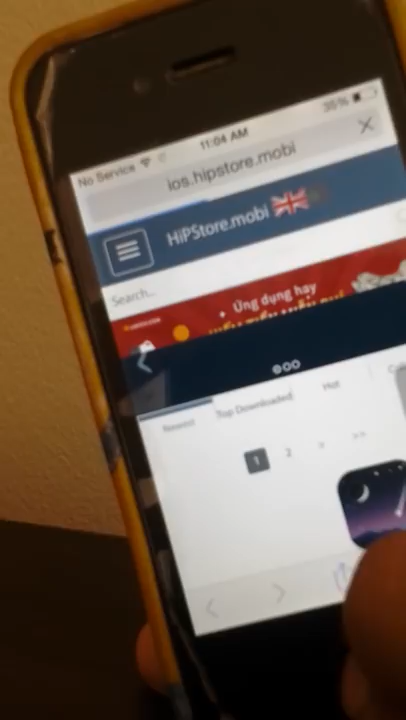 No Service 11:04 AM 35%
ios.hipstore.mobi
HiPStore.mobi
Search...
Ứng dụng hay
Newest Top Downloaded Hot
1 2 > >>